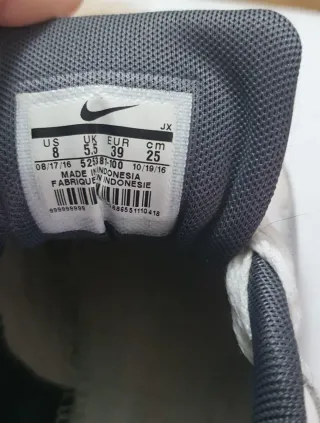 JX
US UK EUR cm
8 5.5 39 25
08/17/16 10/19/16
MADE IN INDONESIA
FABRIQUE INDONESIE
999999999